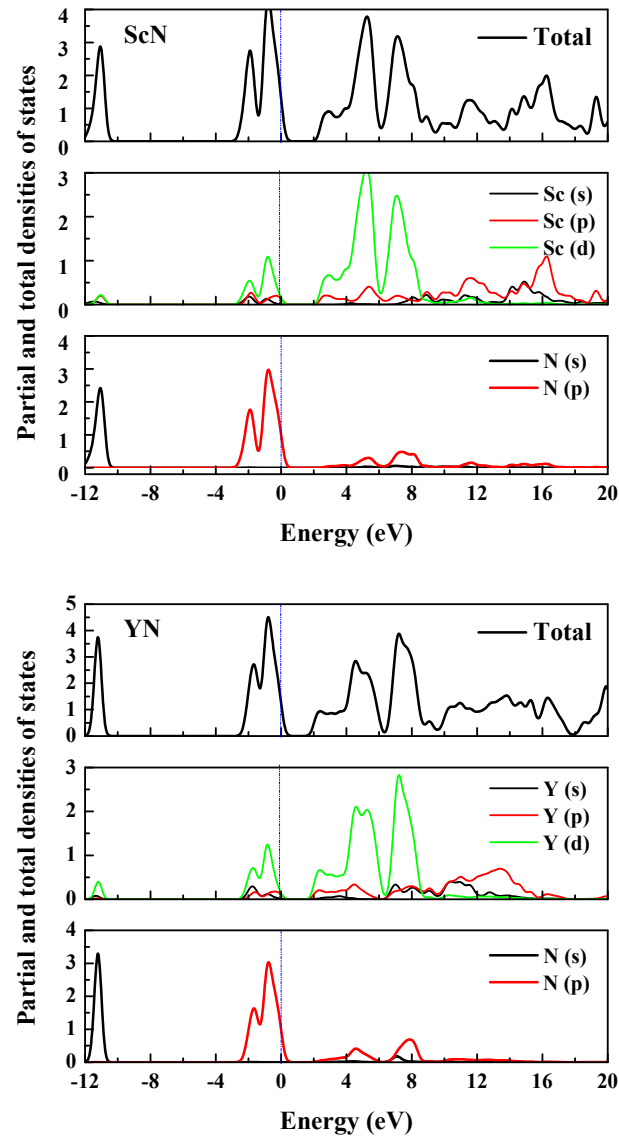 ScN
Total
4
3
2
1
0
Sc (s)
Sc (p)
Sc (d)
3
2
1
0
N (s)
N (p)
4
3
2
1
0
-12 -8 -4 0 4 8 12 16 20
Energy (eV)
Partial and total densities of states
YN
Total
5
4
3
2
1
0
Y (s)
Y (p)
Y (d)
3
2
1
0
N (s)
N (p)
4
3
2
1
0
-12 -8 -4 0 4 8 12 16 20
Energy (eV)
Partial and total densities of states